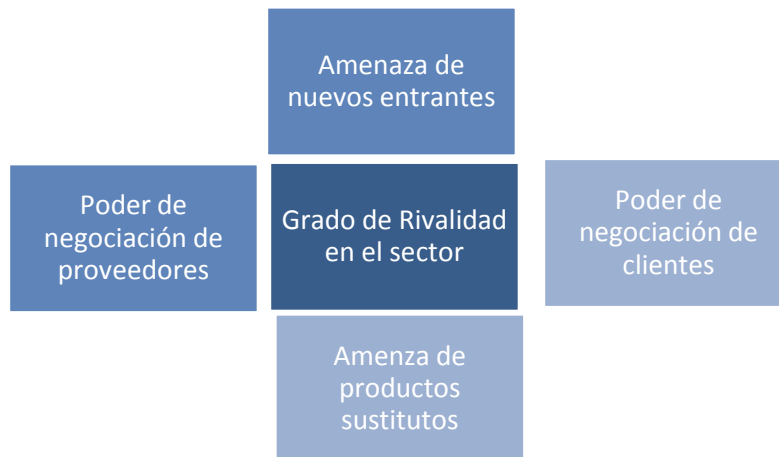 Amenaza de
nuevos entrantes
Poder de
negociación de
proveedores
Grado de Rivalidad
en el sector
Poder de
negociación de
clientes
Amenza de
productos
sustitutos